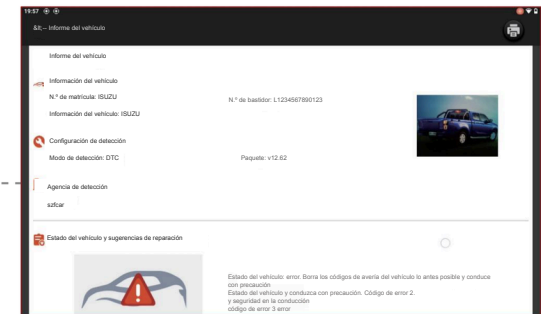 19:57
&lt;-- Informe del vehículo
Informe del vehículo
Información del vehículo
N.º de matrícula: ISUZU
N.º de bastidor: L1234567890123
Información del vehículo: ISUZU
Configuración de detección
Modo de detección: DTC
Paquete: v12.62
Agencia de detección
szfcar
Estado del vehículo y sugerencias de reparación
Estado del vehículo: error. Borra los códigos de avería del vehículo lo antes posible y conduce
con precaución
Estado del vehículo y conduzca con precaución. Código de error 2.
y seguridad en la conducción
código de error 3 error